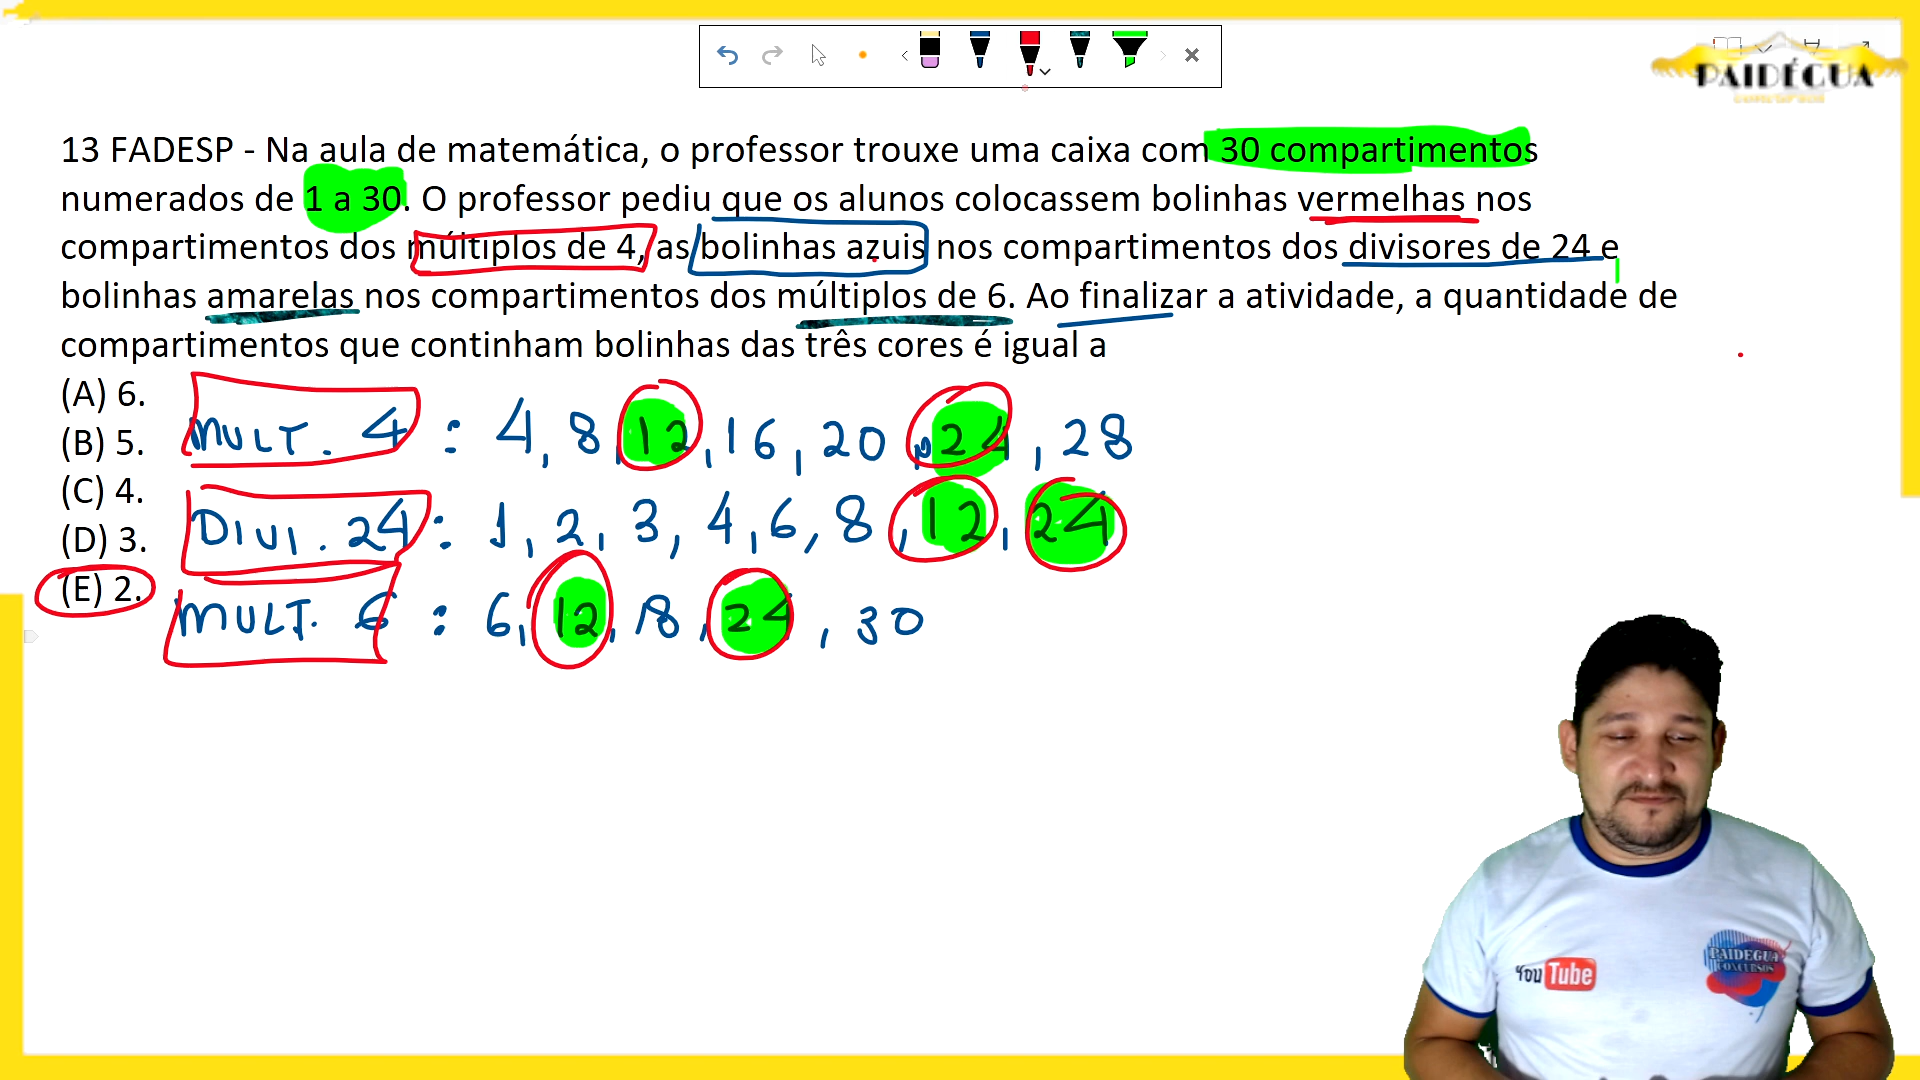 PAIDÉGUA
CONCURSOS
13 FADESP - Na aula de matemática, o professor trouxe uma caixa com 30 compartimentos
numerados de 1 a 30. O professor pediu que os alunos colocassem bolinhas vermelhas nos
compartimentos dos múltiplos de 4, as bolinhas azuis nos compartimentos dos divisores de 24 e
bolinhas amarelas nos compartimentos dos múltiplos de 6. Ao finalizar a atividade, a quantidade de
compartimentos que continham bolinhas das três cores é igual a
(A) 6.
(B) 5.
(C) 4.
(D) 3.
(E) 2.
MULT. 4 : 4, 8, 12, 16, 20, 24, 28
DIVI. 24 : 1, 2, 3, 4, 6, 8, 12, 24
MULT. 6 : 6, 12, 18, 24, 30
YouTube
PAIDEGUA
CONCURSOS